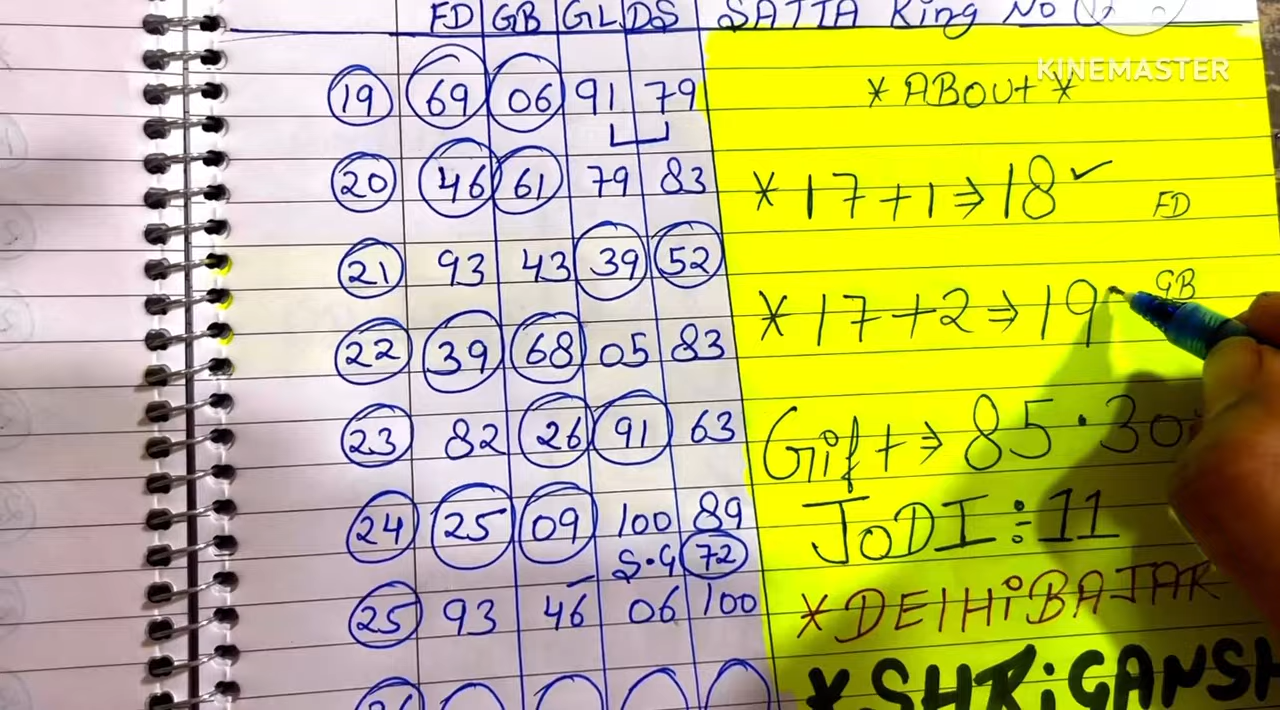 FD GB GL DS SATTA King No
KINEMASTER
19 69 06 91 79
20 46 61 79 83
21 93 43 39 52
22 39 68 05 83
23 82 26 91 63
24 25 09 100 89
S.G 72
25 93 46 06 100
*ABOUt*
*17+1⇒18✓
FD
*17+2⇒19
GB
Gift⇒85·30
JODI÷11
*DElHiBAJAR
*SHRiGANSH